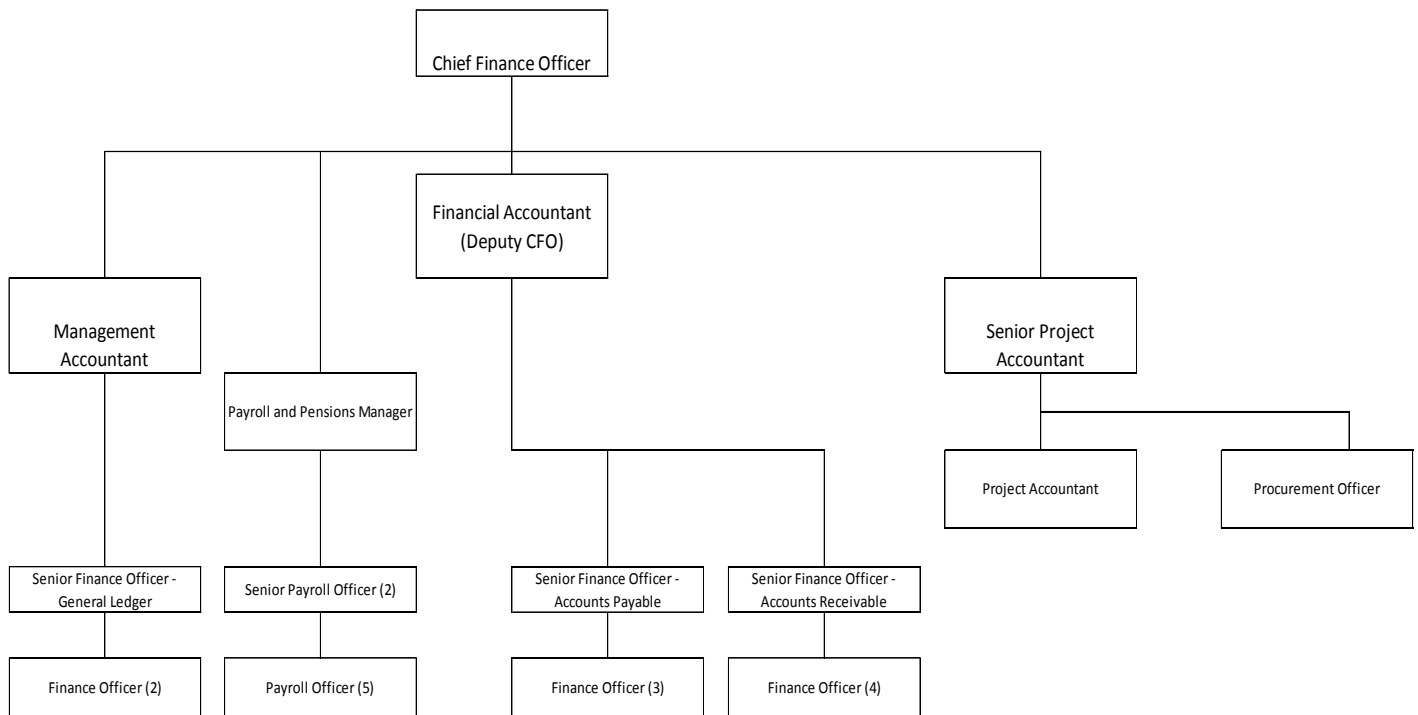 Chief Finance Officer
Financial Accountant
(Deputy CFO)
Management
Accountant
Senior Project
Accountant
Payroll and Pensions Manager
Project Accountant
Procurement Officer
Senior Finance Officer -
General Ledger
Senior Payroll Officer (2)
Senior Finance Officer -
Accounts Payable
Senior Finance Officer -
Accounts Receivable
Finance Officer (2)
Payroll Officer (5)
Finance Officer (3)
Finance Officer (4)